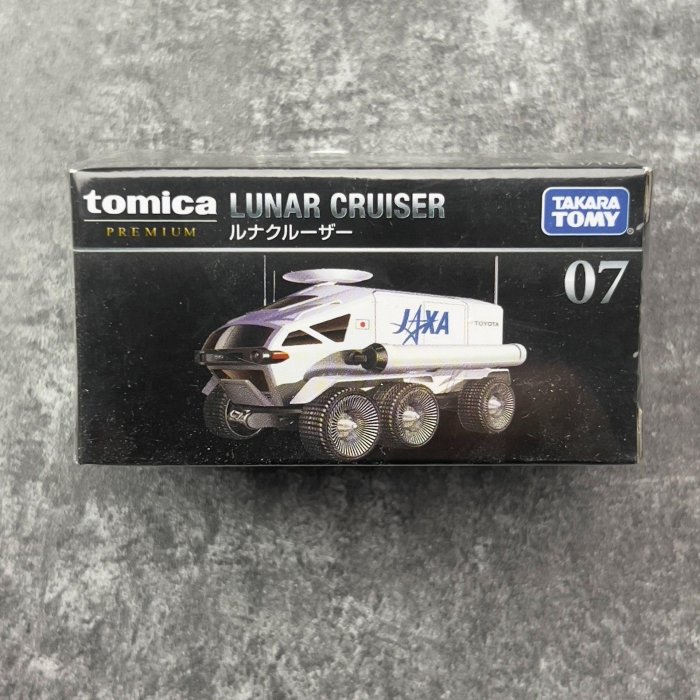 tomica
PREMIUM
LUNAR CRUISER
ルナクルーザー
TAKARA
TOMY
07
JAXA
TOYOTA